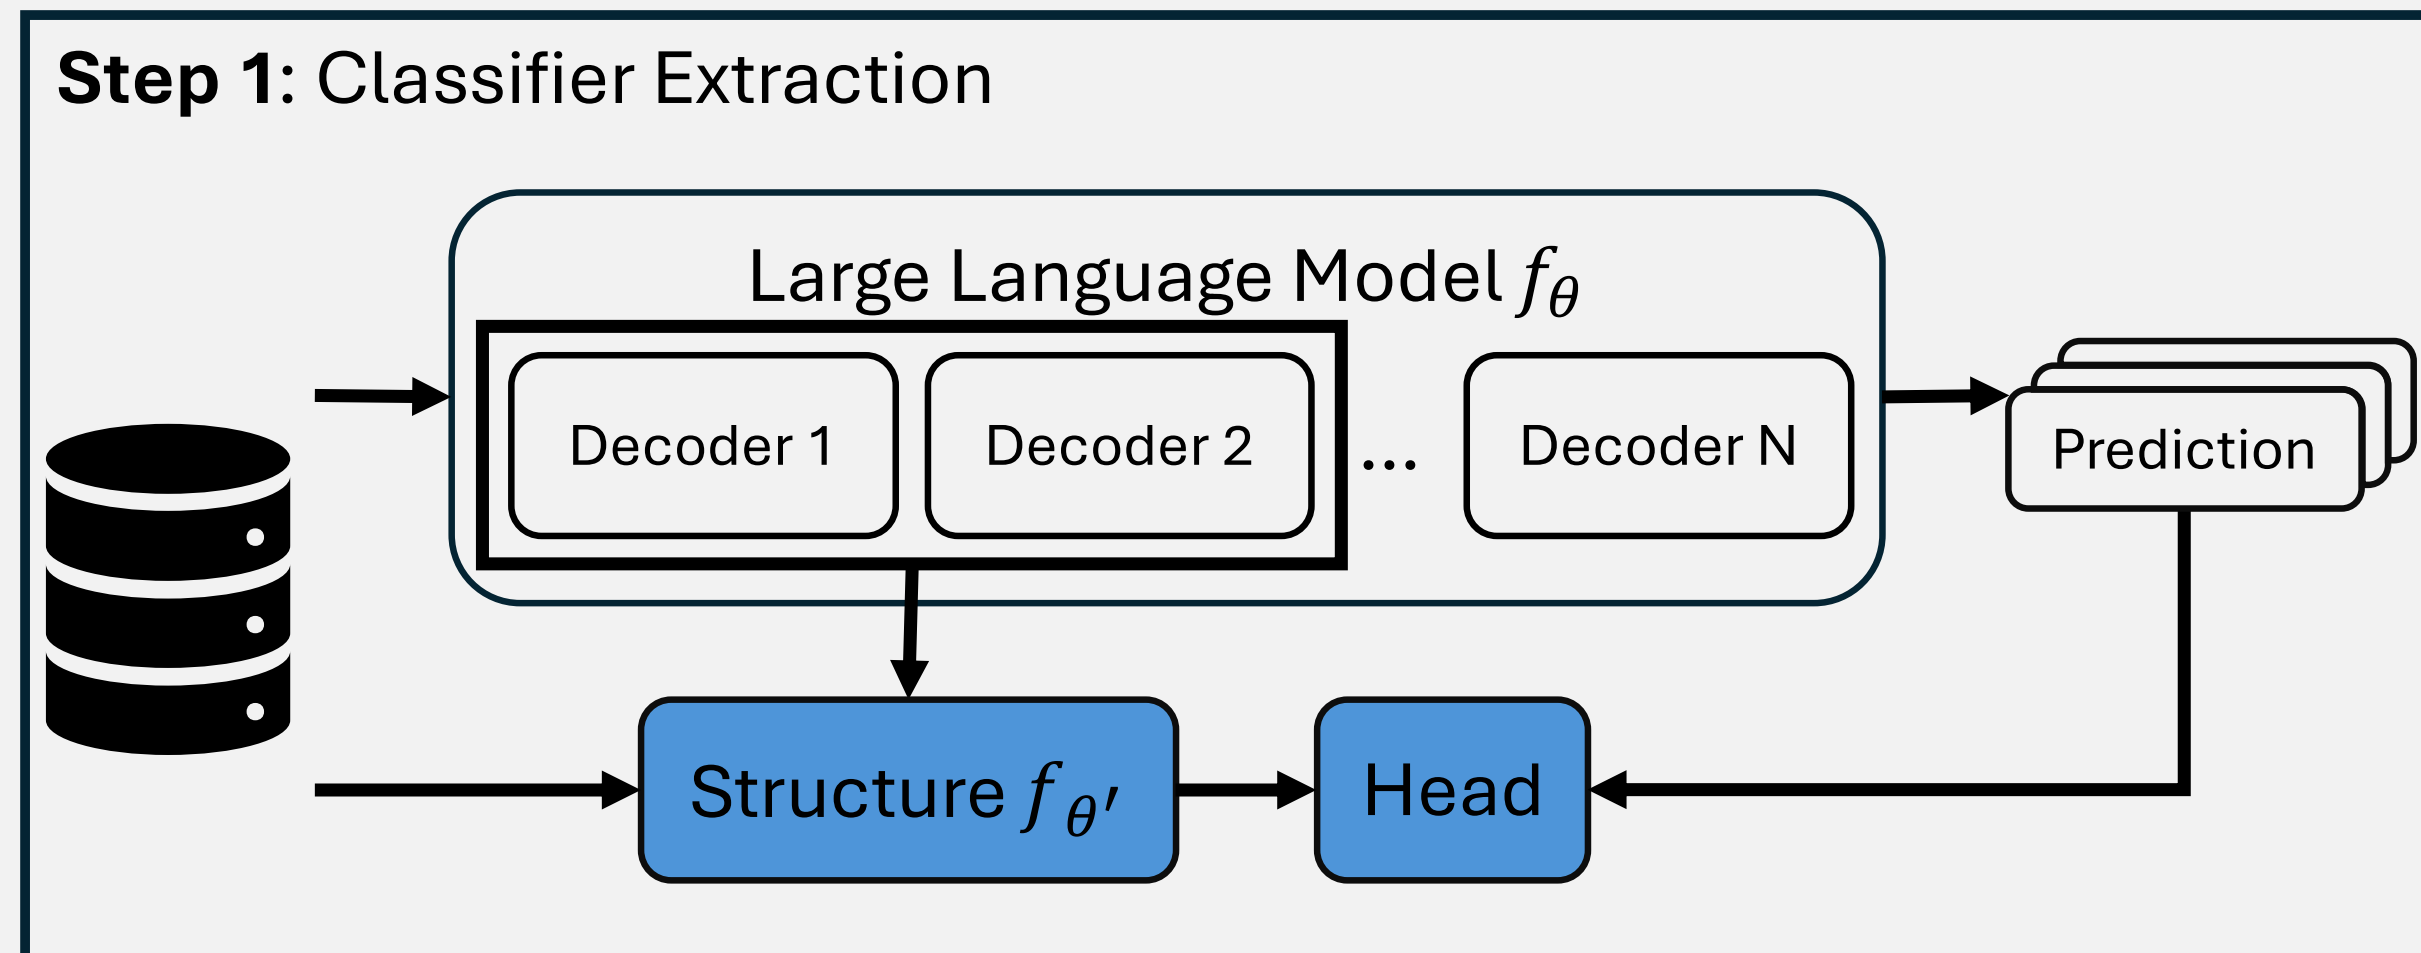 Step 1: Classifier Extraction
Large Language Model fθ
Decoder 1 Decoder 2 ... Decoder N
Prediction
Structure fθ′ Head